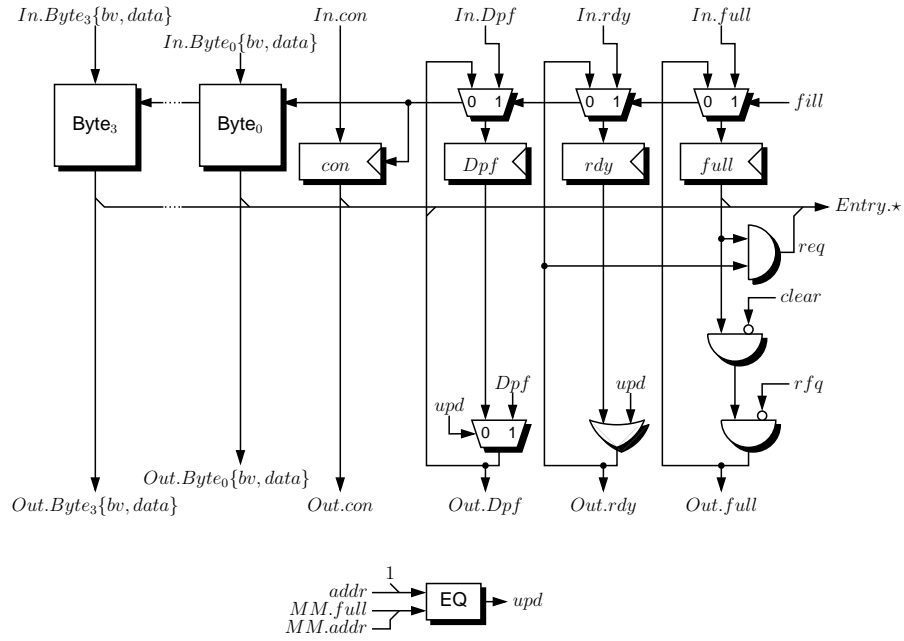 In.Byte₃{bv, data}
In.con
In.Dpf
In.rdy
In.full
In.Byte₀{bv, data}
0 1
0 1
0 1
fill
Byte₃
Byte₀
con
Dpf
rdy
full
Entry.⋆
req
clear
Dpf
upd
rfq
upd
0 1
Out.Byte₃{bv, data}
Out.Byte₀{bv, data}
Out.con
Out.Dpf
Out.rdy
Out.full
1
addr
MM.full
MM.addr
EQ
upd